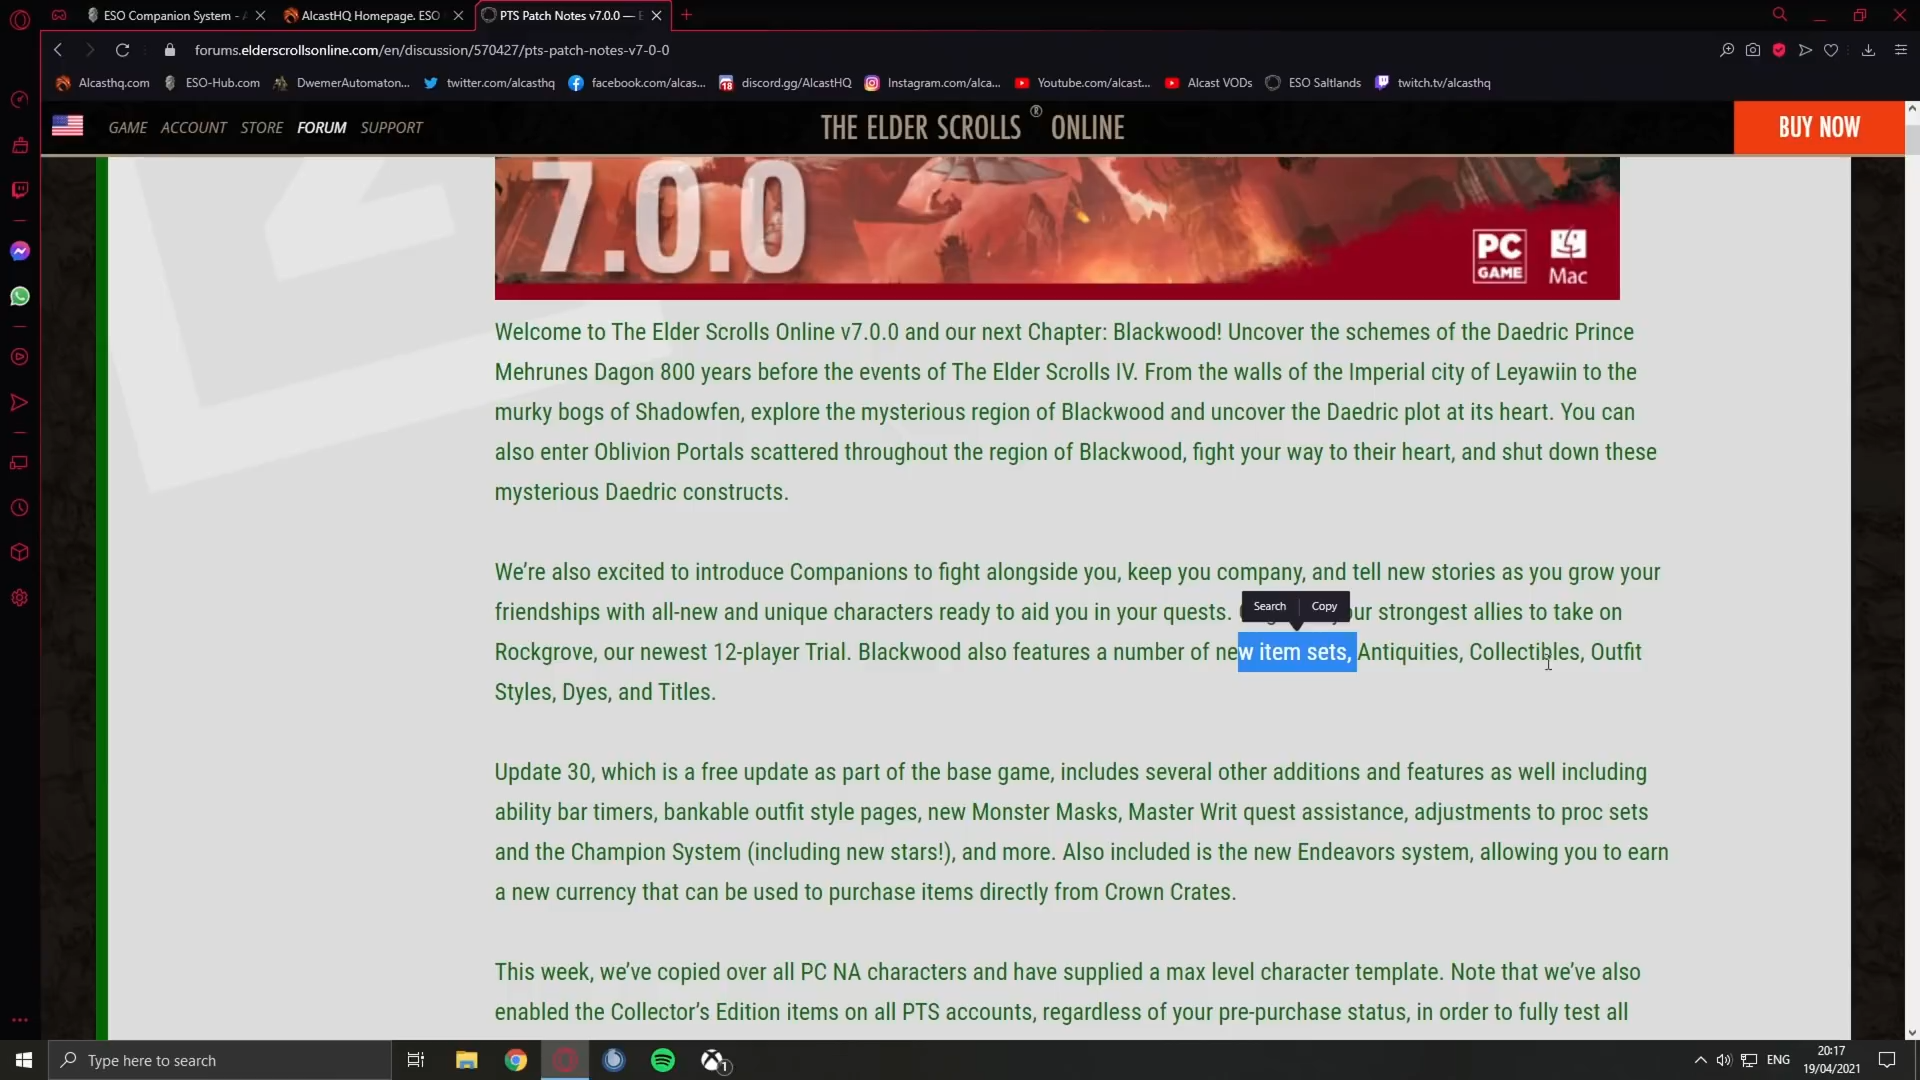 ESO Companion System - A
AlcastHQ Homepage. ESO
PTS Patch Notes v7.0.0 — E
forums.elderscrollsonline.com/en/discussion/570427/pts-patch-notes-v7-0-0
Alcasthq.com
ESO-Hub.com
DwemerAutomaton...
twitter.com/alcasthq
facebook.com/alcas...
18
discord.gg/AlcastHQ
Instagram.com/alca...
Youtube.com/alcast...
Alcast VODs
ESO Saltlands
twitch.tv/alcasthq
GAME ACCOUNT STORE FORUM SUPPORT
THE ELDER SCROLLS ® ONLINE
BUY NOW
7.0.0
PC GAME
Mac
Welcome to The Elder Scrolls Online v7.0.0 and our next Chapter: Blackwood! Uncover the schemes of the Daedric Prince
Mehrunes Dagon 800 years before the events of The Elder Scrolls IV. From the walls of the Imperial city of Leyawiin to the
murky bogs of Shadowfen, explore the mysterious region of Blackwood and uncover the Daedric plot at its heart. You can
also enter Oblivion Portals scattered throughout the region of Blackwood, fight your way to their heart, and shut down these
mysterious Daedric constructs.
We’re also excited to introduce Companions to fight alongside you, keep you company, and tell new stories as you grow your
Search Copy
friendships with all-new and unique characters ready to aid you in your quests. our strongest allies to take on
Rockgrove, our newest 12-player Trial. Blackwood also features a number of new item sets, Antiquities, Collectibles, Outfit
Styles, Dyes, and Titles.
Update 30, which is a free update as part of the base game, includes several other additions and features as well including
ability bar timers, bankable outfit style pages, new Monster Masks, Master Writ quest assistance, adjustments to proc sets
and the Champion System (including new stars!), and more. Also included is the new Endeavors system, allowing you to earn
a new currency that can be used to purchase items directly from Crown Crates.
This week, we’ve copied over all PC NA characters and have supplied a max level character template. Note that we’ve also
enabled the Collector’s Edition items on all PTS accounts, regardless of your pre-purchase status, in order to fully test all
Type here to search
1
ENG
20:17
19/04/2021